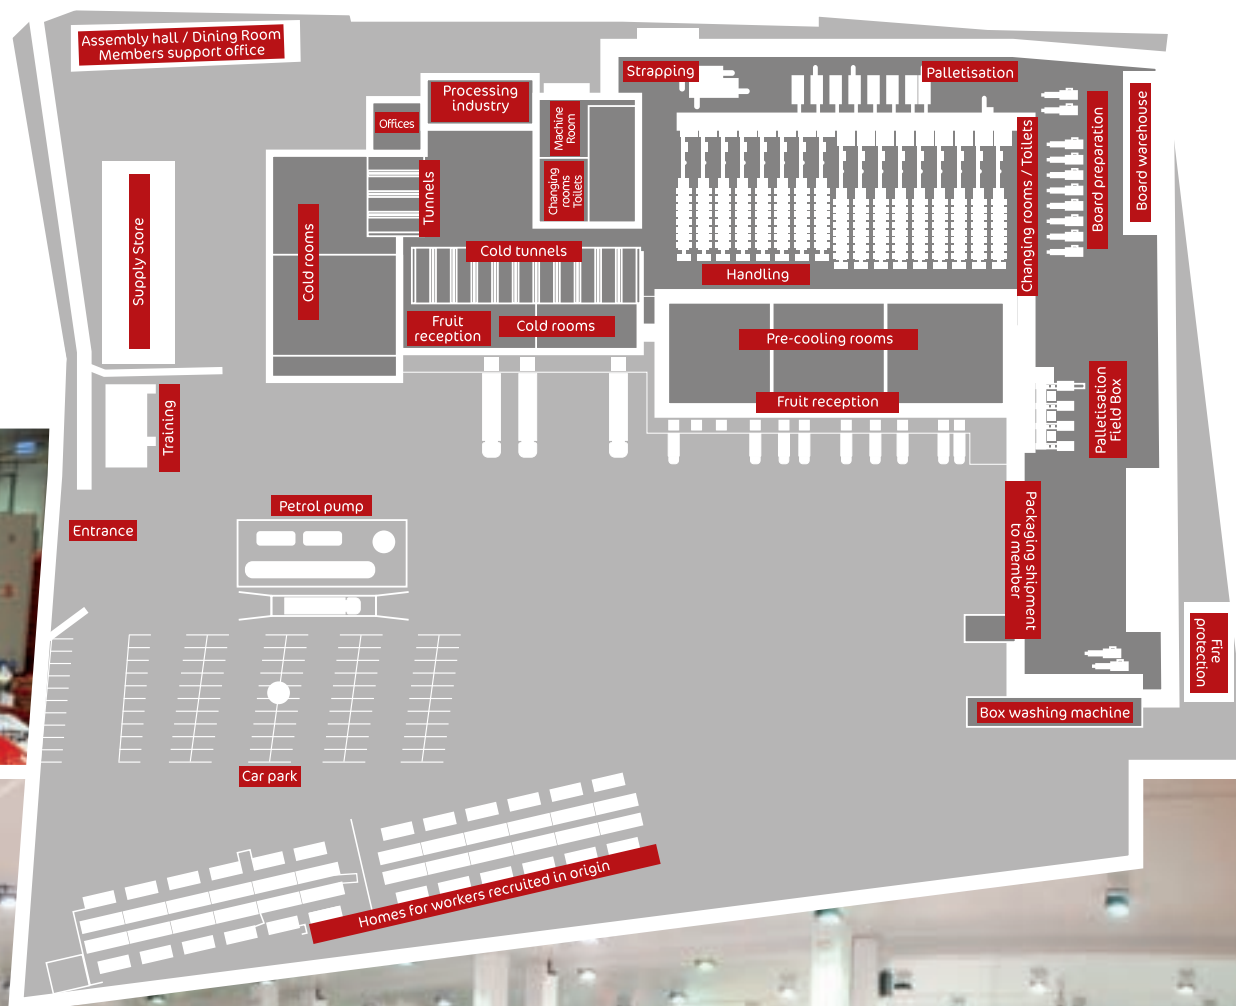 Assembly hall / Dining Room
Members support office
Strapping
Palletisation
Processing
industry
Offices
Machine
Room
Changing
rooms
Toilets
Tunnels
Cold rooms
Supply Store
Cold tunnels
Fruit
reception
Cold rooms
Handling
Changing rooms / Toilets
Board preparation
Board warehouse
Pre-cooling rooms
Fruit reception
Palletisation
Field Box
Training
Entrance
Petrol pump
Packaging shipment
to member
Fire
protection
Box washing machine
Car park
Homes for workers recruited in origin